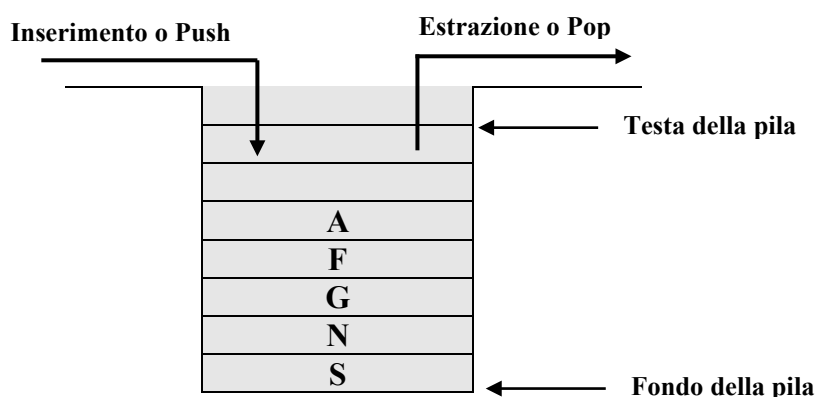 Inserimento o Push
Estrazione o Pop
Testa della pila
A
F
G
N
S
Fondo della pila